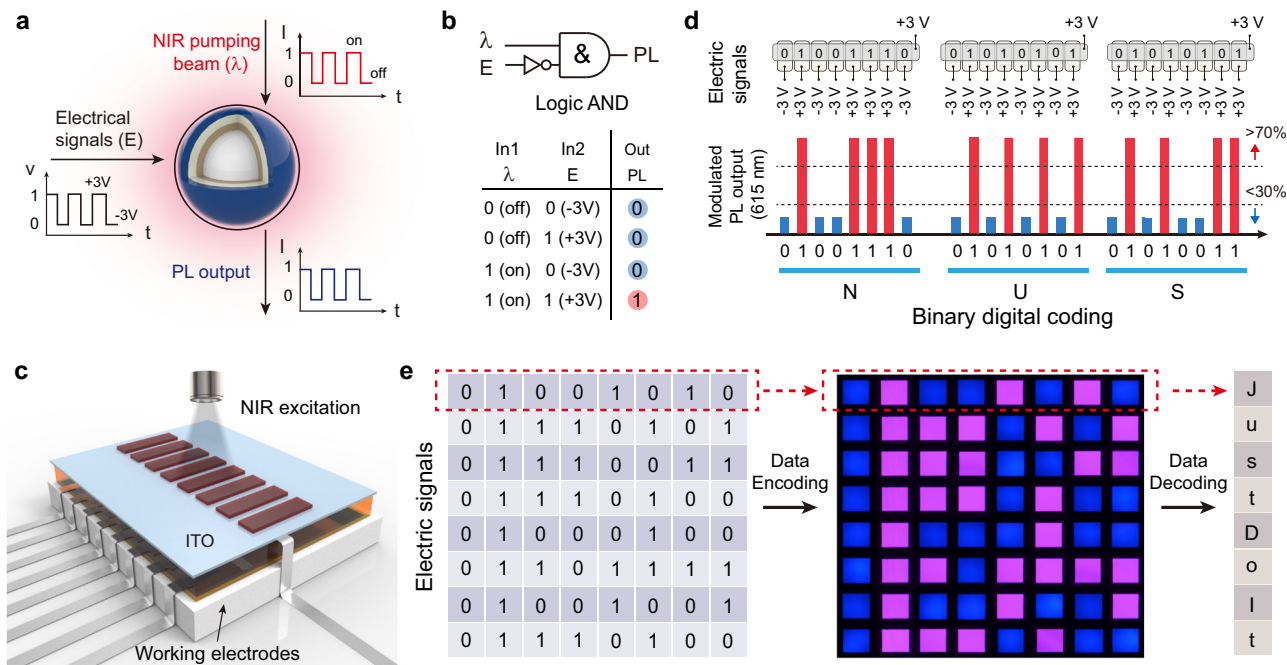 a
NIR pumping
beam (λ)
I
1
0
on
off
t
Electrical
signals (E)
v
1
0
+3V
-3V
t
PL output
I
1
0
t
b
λ
E
&
PL
Logic AND
In1 In2 Out
λ E PL
0 (off) 0 (-3V) 0
0 (off) 1 (+3V) 0
1 (on) 0 (-3V) 0
1 (on) 1 (+3V) 1
c
NIR excitation
ITO
Working electrodes
d
+3 V +3 V +3 V
Electric
signals
0 1 0 0 1 1 1 0 0 1 0 1 0 1 0 1 0 1 0 1 0 1 0 1
-3 V +3 V -3 V -3 V +3 V +3 V +3 V -3 V -3 V +3 V -3 V +3 V -3 V +3 V -3 V +3 V -3 V +3 V -3 V +3 V -3 V -3 V +3 V +3 V
Modulated
PL output
(615 nm)
>70%
<30%
0 1 0 0 1 1 1 0 0 1 0 1 0 1 0 1 0 1 0 1 0 0 1 1
N U S
Binary digital coding
e
Electric signals
0 1 0 0 1 0 1 0
0 1 1 1 0 1 0 1
0 1 1 1 0 0 1 1
0 1 1 1 0 1 0 0
0 1 0 0 0 1 0 0
0 1 1 0 1 1 1 1
0 1 0 0 1 0 0 1
0 1 1 1 0 1 0 0
Data
Encoding
Data
Decoding
J
u
s
t
D
o
I
t